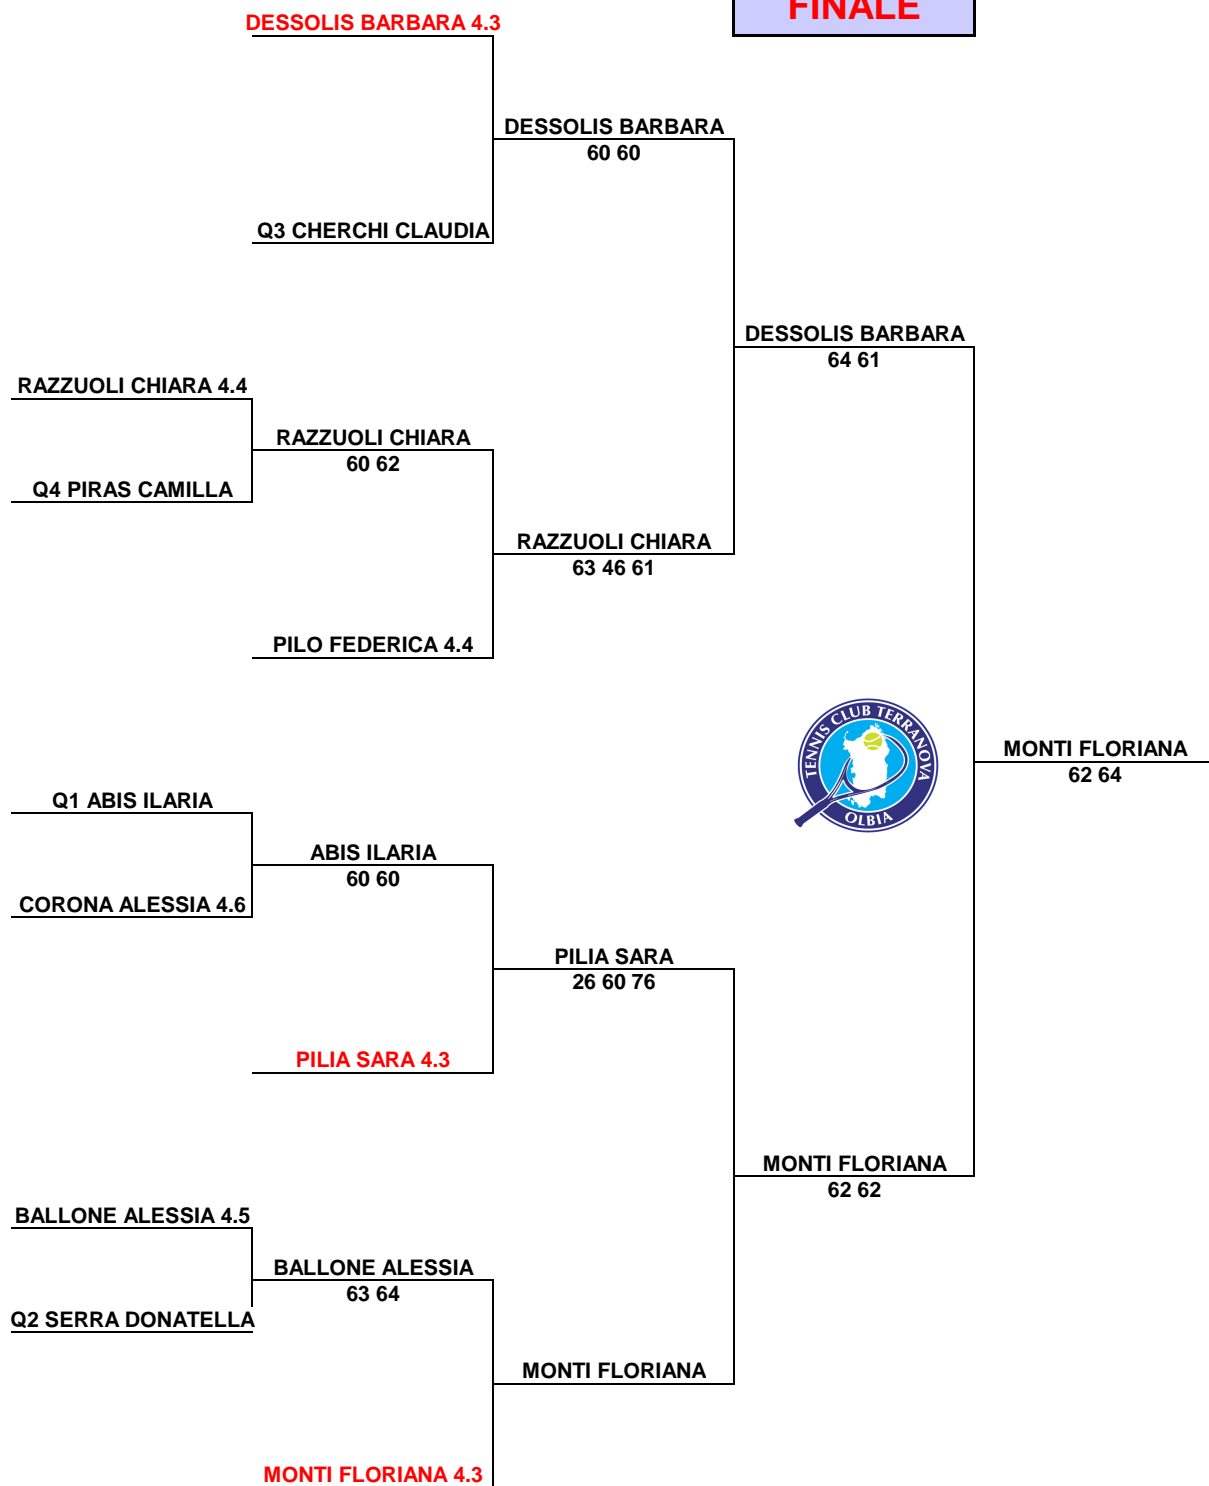 FINALE
DESSOLIS BARBARA 4.3
DESSOLIS BARBARA
60 60
Q3 CHERCHI CLAUDIA
DESSOLIS BARBARA
64 61
RAZZUOLI CHIARA 4.4
RAZZUOLI CHIARA
60 62
Q4 PIRAS CAMILLA
RAZZUOLI CHIARA
63 46 61
PILO FEDERICA 4.4
TENNIS CLUB TERRANOVA
OLBIA
MONTI FLORIANA
62 64
Q1 ABIS ILARIA
ABIS ILARIA
60 60
CORONA ALESSIA 4.6
PILIA SARA
26 60 76
PILIA SARA 4.3
MONTI FLORIANA
62 62
BALLONE ALESSIA 4.5
BALLONE ALESSIA
63 64
Q2 SERRA DONATELLA
MONTI FLORIANA
MONTI FLORIANA 4.3